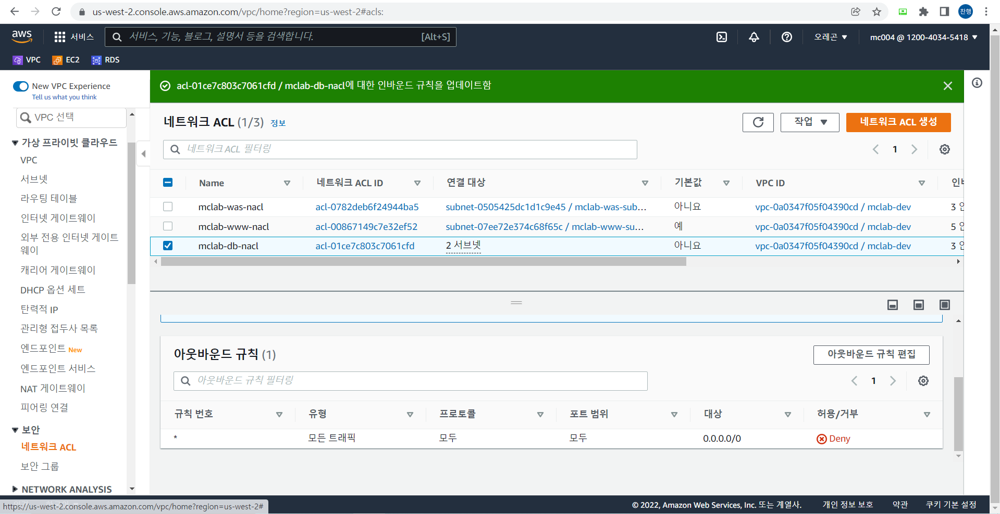 us-west-2.console.aws.amazon.com/vpc/home?region=us-west-2#acls:
찬행
aws
서비스
서비스, 기능, 블로그, 설명서 등을 검색합니다.
[Alt+S]
오레곤 ▼
mc004 @ 1200-4034-5418 ▼
VPC
EC2
RDS
New VPC Experience
Tell us what you think
VPC 선택
가상 프라이빗 클라우드
VPC
서브넷
라우팅 테이블
인터넷 게이트웨이
외부 전용 인터넷 게이트
웨이
캐리어 게이트웨이
DHCP 옵션 세트
탄력적 IP
관리형 접두사 목록
엔드포인트 New
엔드포인트 서비스
NAT 게이트웨이
피어링 연결
보안
네트워크 ACL
보안 그룹
NETWORK ANALYSIS
acl-01ce7c803c7061cfd / mclab-db-nacl에 대한 인바운드 규칙을 업데이트함
네트워크 ACL (1/3) 정보
작업 ▼
네트워크 ACL 생성
네트워크 ACL 필터링
1
Name 네트워크 ACL ID 연결 대상 기본값 VPC ID
mclab-was-nacl acl-0782deb6f24944ba5 subnet-0505425dc1d1c9e45 / mclab-was-sub... 아니요 vpc-0a0347f05f04390cd / mclab-dev 3
mclab-www-nacl acl-00867149c7e32ef52 subnet-07ee72e374c68f65c / mclab-www-su... 예 vpc-0a0347f05f04390cd / mclab-dev 5
mclab-db-nacl acl-01ce7c803c7061cfd 2 서브넷 아니요 vpc-0a0347f05f04390cd / mclab-dev 3
아웃바운드 규칙 (1)
아웃바운드 규칙 편집
아웃바운드 규칙 필터링
1
규칙 번호 유형 프로토콜 포트 범위 대상 허용/거부
* 모든 트래픽 모두 모두 0.0.0.0/0 Deny
https://us-west-2.console.aws.amazon.com/vpc/home?region=us-west-2#
© 2022, Amazon Web Services, Inc. 또는 계열사.
개인 정보 보호
약관
쿠키 기본 설정